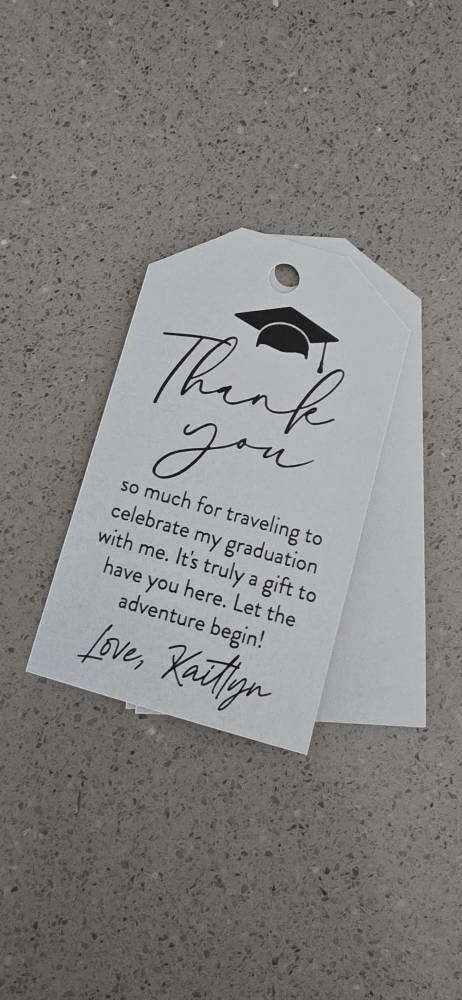 Thank
you
so much for traveling to
celebrate my graduation
with me. It's truly a gift to
have you here. Let the
adventure begin!
Love, Kaitlyn